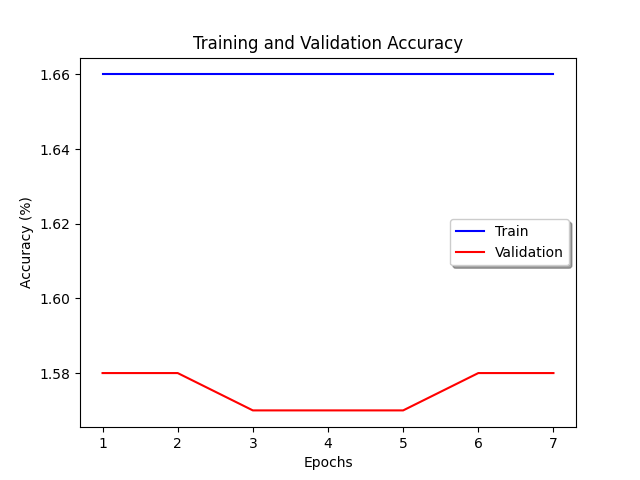 Training and Validation Accuracy
Accuracy (%)
1.66
1.64
1.62
1.60
1.58
Train
Validation
1 2 3 4 5 6 7
Epochs